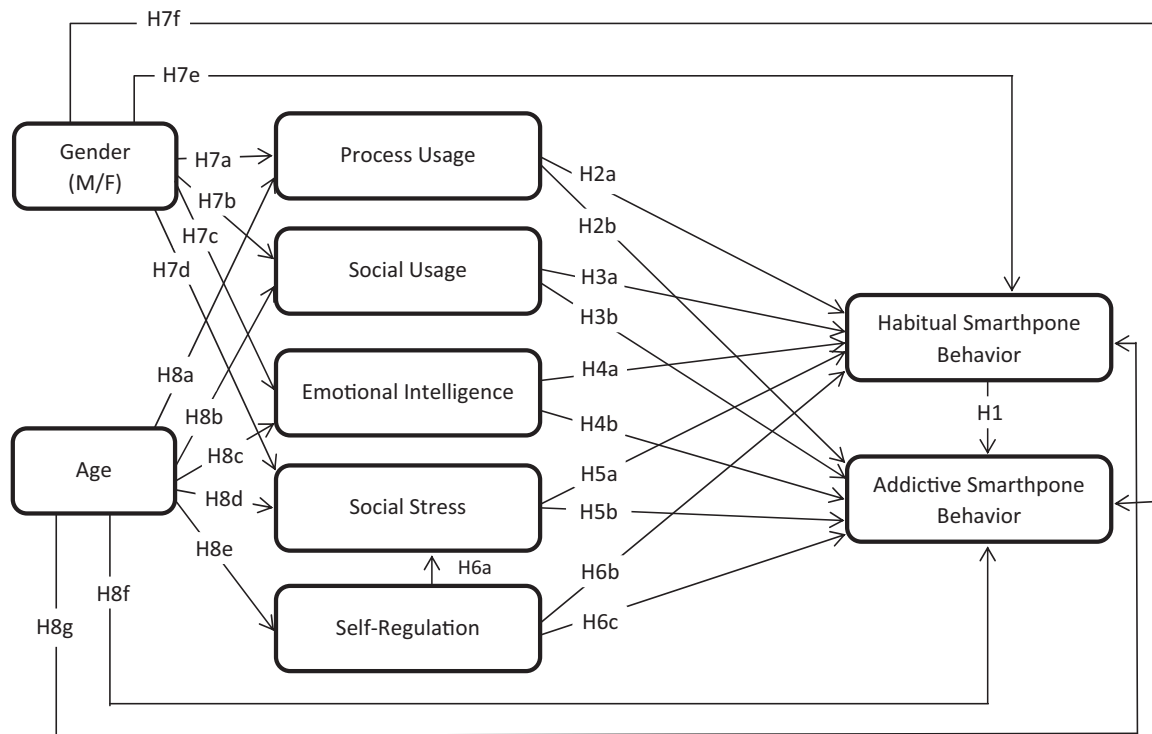 H7f
H7e
Gender
(M/F)
H7a
H7b
H7c
H7d
Process Usage
H2a
H2b
Social Usage
H3a
H3b
Habitual Smarthpone
Behavior
H8a
H8b
Emotional Intelligence
H4a
H4b
H1
Age
H8c
H8d
H8e
Social Stress
H5a
H5b
Addictive Smarthpone
Behavior
H6a
H6b
H6c
Self-Regulation
H8f
H8g